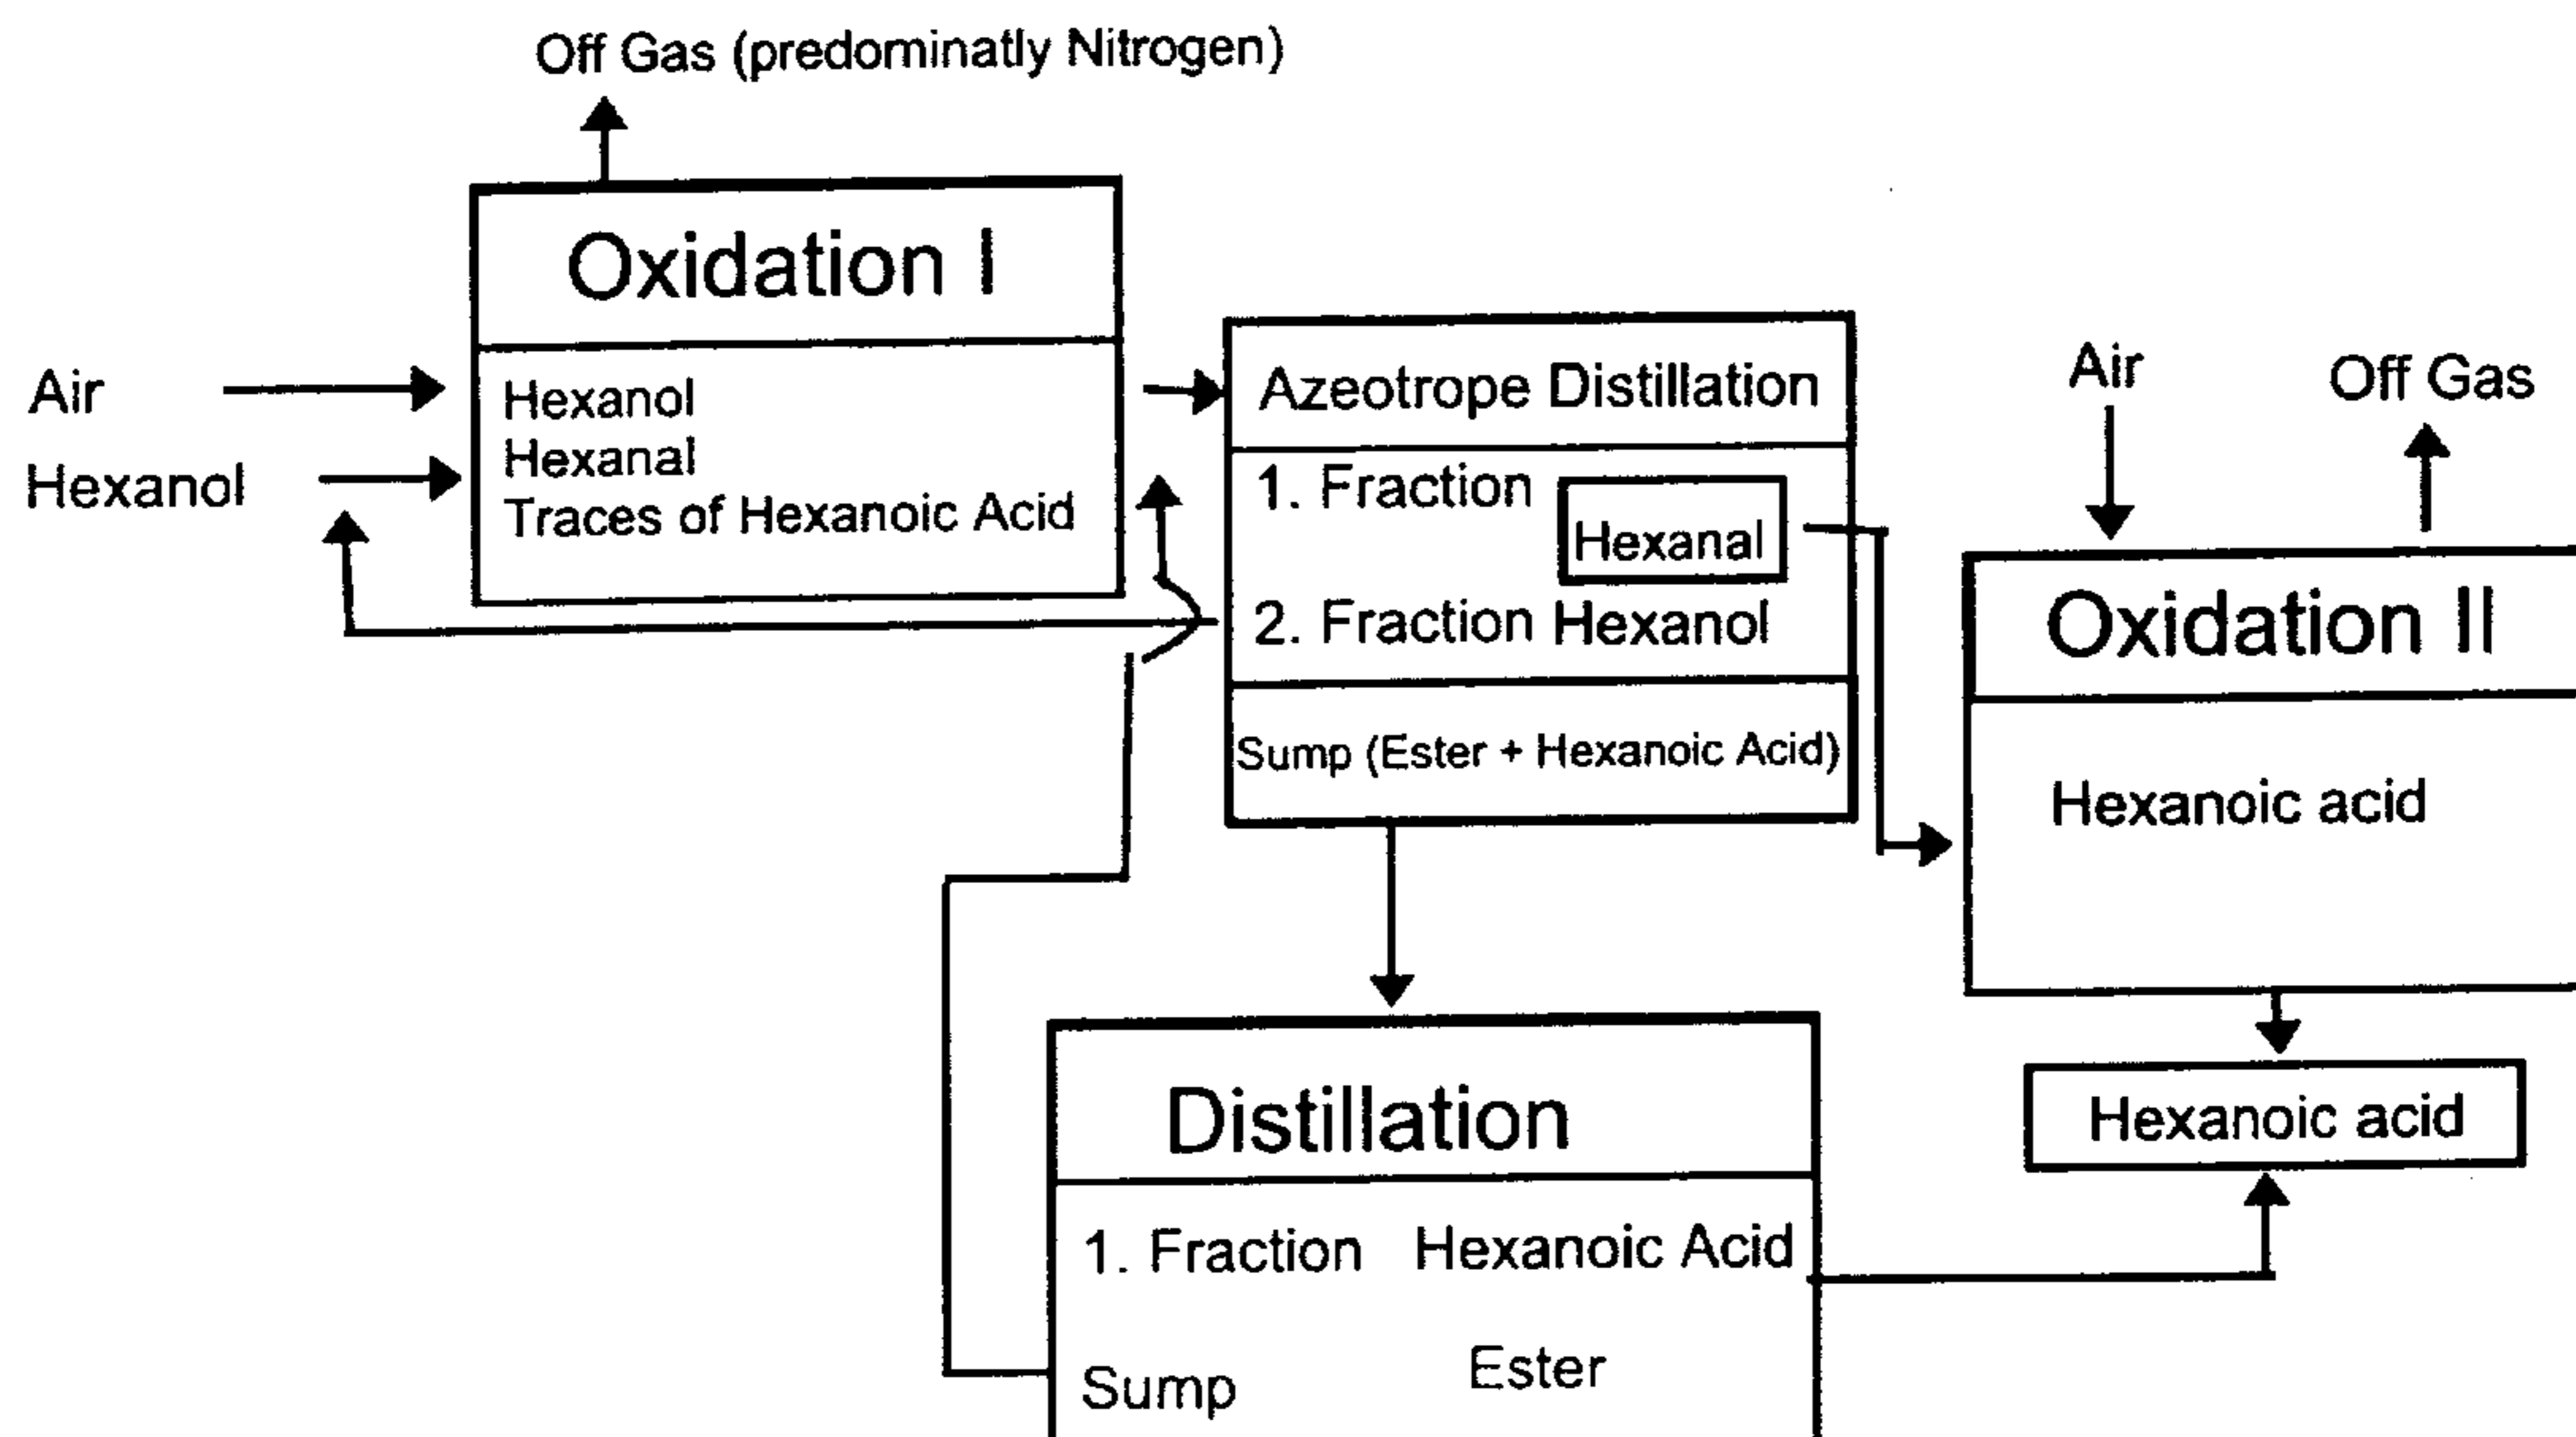 Off Gas (predominatly Nitrogen)
Oxidation I
Air
Hexanol
Hexanol
Hexanal
Traces of Hexanoic Acid
Azeotrope Distillation
1. Fraction
Hexanal
2. Fraction Hexanol
Sump (Ester + Hexanoic Acid)
Air
Off Gas
Oxidation II
Hexanoic acid
Hexanoic acid
Distillation
1. Fraction Hexanoic Acid
Sump Ester